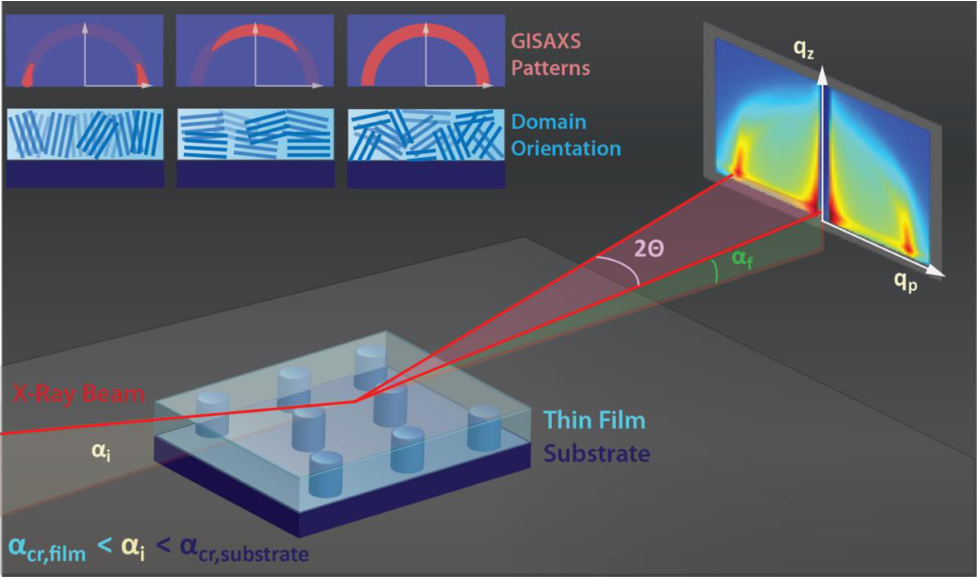 GISAXS
Patterns
Domain
Orientation
qz
2Θ
αf
qp
X-Ray Beam
αi
Thin Film
Substrate
αcr,film < αi < αcr,substrate